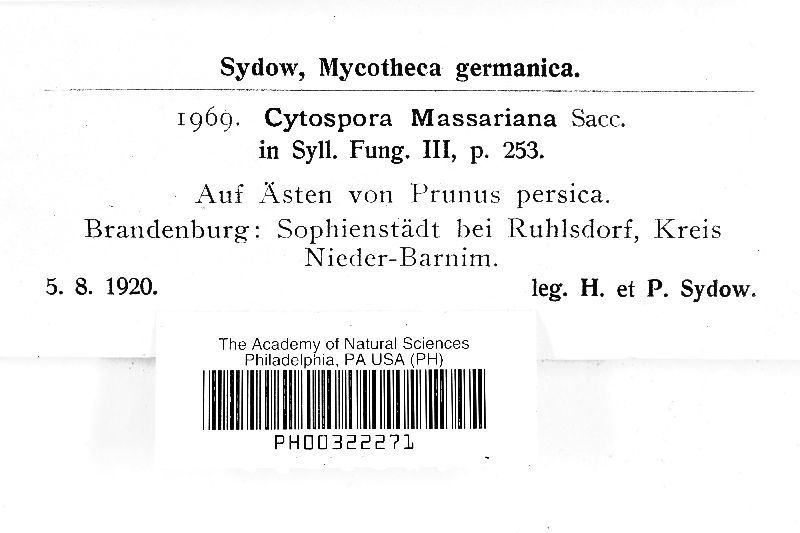 Sydow, Mycotheca germanica.
1969. Cytospora Massariana Sacc.
in Syll. Fung. III, p. 253.
Auf Ästen von Prunus persica.
Brandenburg: Sophienstädt bei Ruhlsdorf, Kreis
Nieder-Barnim.
5. 8. 1920. leg. H. et P. Sydow.
The Academy of Natural Sciences
Philadelphia, PA USA (PH)
PH00322271